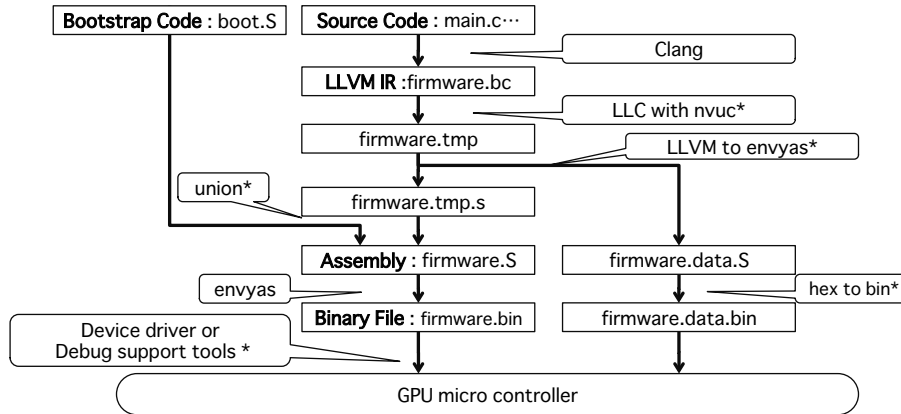 Bootstrap Code : boot.S
Source Code : main.c⋯
Clang
LLVM IR :firmware.bc
LLC with nvuc*
firmware.tmp
LLVM to envyas*
union*
firmware.tmp.s
Assembly : firmware.S
firmware.data.S
envyas
hex to bin*
Binary File : firmware.bin
firmware.data.bin
Device driver or
Debug support tools *
GPU micro controller